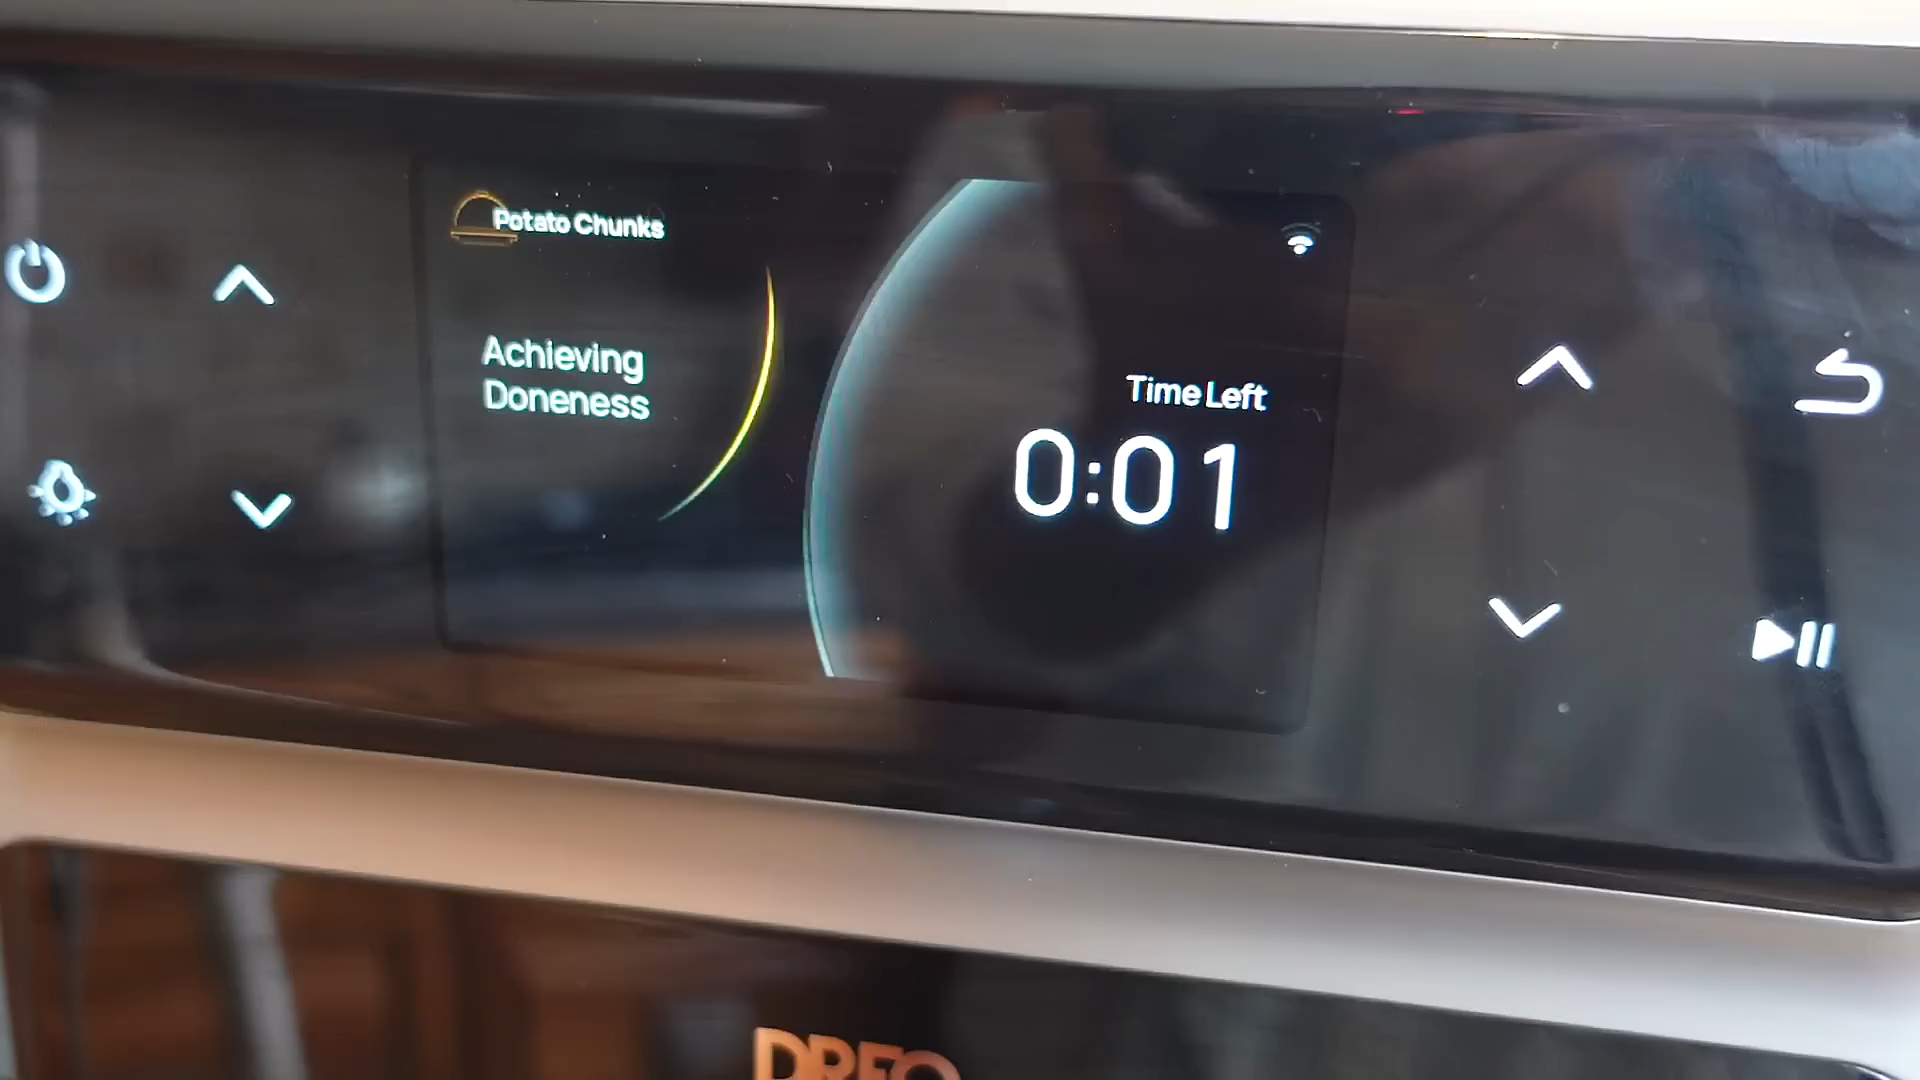 Potato Chunks
Achieving
Doneness
Time Left
0:01
DREO